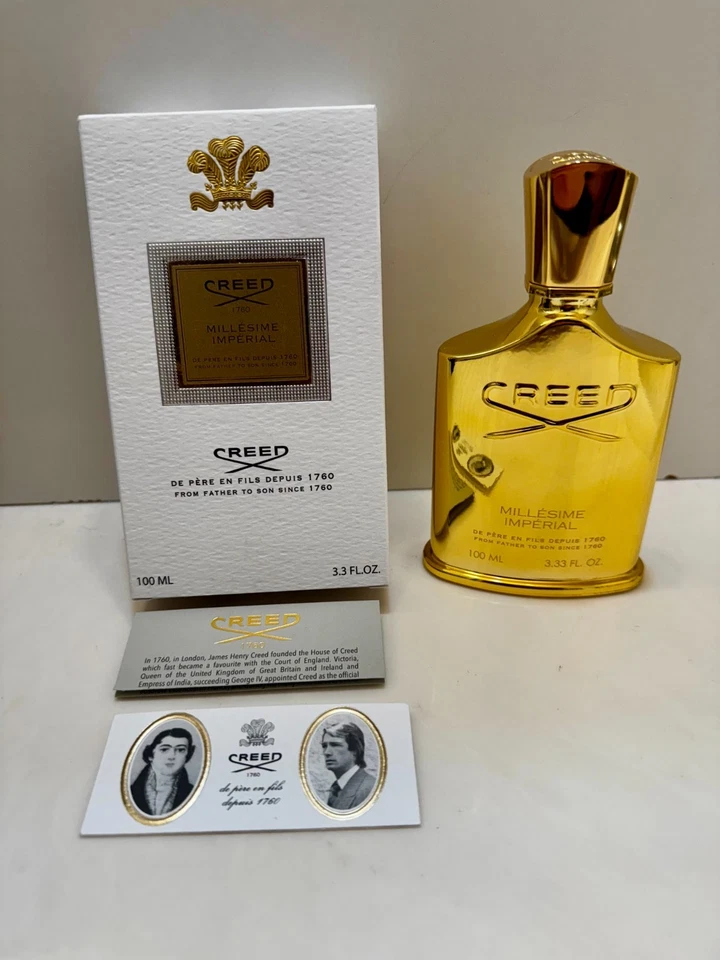 CREED
1760
MILLÉSIME
IMPÉRIAL
DE PÈRE EN FILS DEPUIS 1760
FROM FATHER TO SON SINCE 1760
CREED
DE PÈRE EN FILS DEPUIS 1760
FROM FATHER TO SON SINCE 1760
100 ML
3.3 FL.OZ.
CREED
MILLÉSIME
IMPÉRIAL
DE PÈRE EN FILS DEPUIS 1760
FROM FATHER TO SON SINCE 1760
100 ML
3.33 FL. OZ.
CREED
1760
In 1760, in London, James Henry Creed founded the House of Creed
which fast became a favourite with the Court of England. Victoria,
Queen of the United Kingdom of Great Britain and Ireland and
Empress of India, succeeding George IV, appointed Creed as the official
CREED
1760
de père en fils
depuis 1760